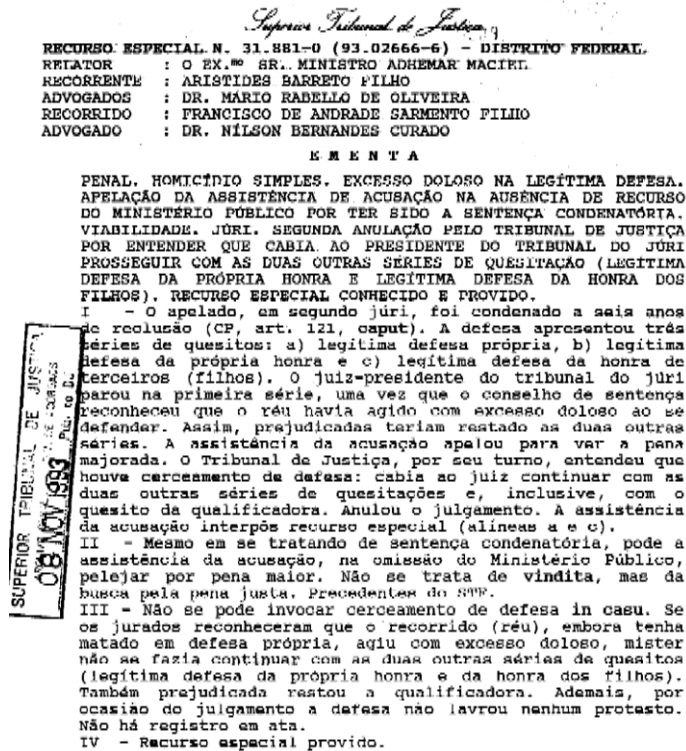 Superior Tribunal de Justiça
RECURSO ESPECIAL N. 31.881-0 (93.02666-6) - DISTRITO FEDERAL.
RELATOR : O EX.mo SR. MINISTRO ADHEMAR MACIEL
RECORRENTE : ARISTIDES BARRETO FILHO
ADVOGADOS : DR. MÁRIO RABELLO DE OLIVEIRA
RECORRIDO : FRANCISCO DE ANDRADE SARMENTO FILHO
ADVOGADO : DR. NÍLSON BERNANDES CURADO
E M E N T A
PENAL. HOMICÍDIO SIMPLES. EXCESSO DOLOSO NA LEGÍTIMA DEFESA.
APELAÇÃO DA ASSISTÊNCIA DE ACUSAÇÃO NA AUSÊNCIA DE RECURSO
DO MINISTÉRIO PÚBLICO POR TER SIDO A SENTENÇA CONDENATÓRIA.
VIABILIDADE. JÚRI. SEGUNDA ANULAÇÃO PELO TRIBUNAL DE JUSTIÇA
POR ENTENDER QUE CABIA AO PRESIDENTE DO TRIBUNAL DO JÚRI
PROSSEGUIR COM AS DUAS OUTRAS SÉRIES DE QUESITAÇÃO (LEGÍTIMA
DEFESA DA PRÓPRIA HONRA E LEGÍTIMA DEFESA DA HONRA DOS
FILHOS). RECURSO ESPECIAL CONHECIDO E PROVIDO.
I - O apelado, em segundo júri, foi condenado a seis anos
de reclusão (CP, art. 121, caput). A defesa apresentou três
séries de quesitos: a) legítima defesa própria, b) legítima
defesa da própria honra e c) legítima defesa da honra de
terceiros (filhos). O juiz-presidente do tribunal do júri
parou na primeira série, uma vez que o conselho de sentença
reconheceu que o réu havia agido com excesso doloso ao se
defender. Assim, prejudicadas teriam restado as duas outras
séries. A assistência da acusação apelou para ver a pena
majorada. O Tribunal de Justiça, por seu turno, entendeu que
houve cerceamento de defesa: cabia ao juiz continuar com as
duas outras séries de quesitações e, inclusive, com o
quesito da qualificadora. Anulou o julgamento. A assistência
da acusação interpôs recurso especial (alíneas a e c).
II - Mesmo em se tratando de sentença condenatória, pode a
assistência da acusação, na omissão do Ministério Público,
pelejar por pena maior. Não se trata de vindita, mas da
busca pela pena justa. Precedentes do STF.
III - Não se pode invocar cerceamento de defesa in casu. Se
os jurados reconheceram que o recorrido (réu), embora tenha
matado em defesa própria, agiu com excesso doloso, mister
não se fazia continuar com as duas outras séries de quesitos
(legítima defesa da própria honra e da honra dos filhos).
Também prejudicada restou a qualificadora. Ademais, por
ocasião do julgamento a defesa não lavrou nenhum protesto.
Não há registro em ata.
IV - Recurso especial provido.
SUPERIOR TRIBUNAL DE JUSTIÇA
08 NOV 1993